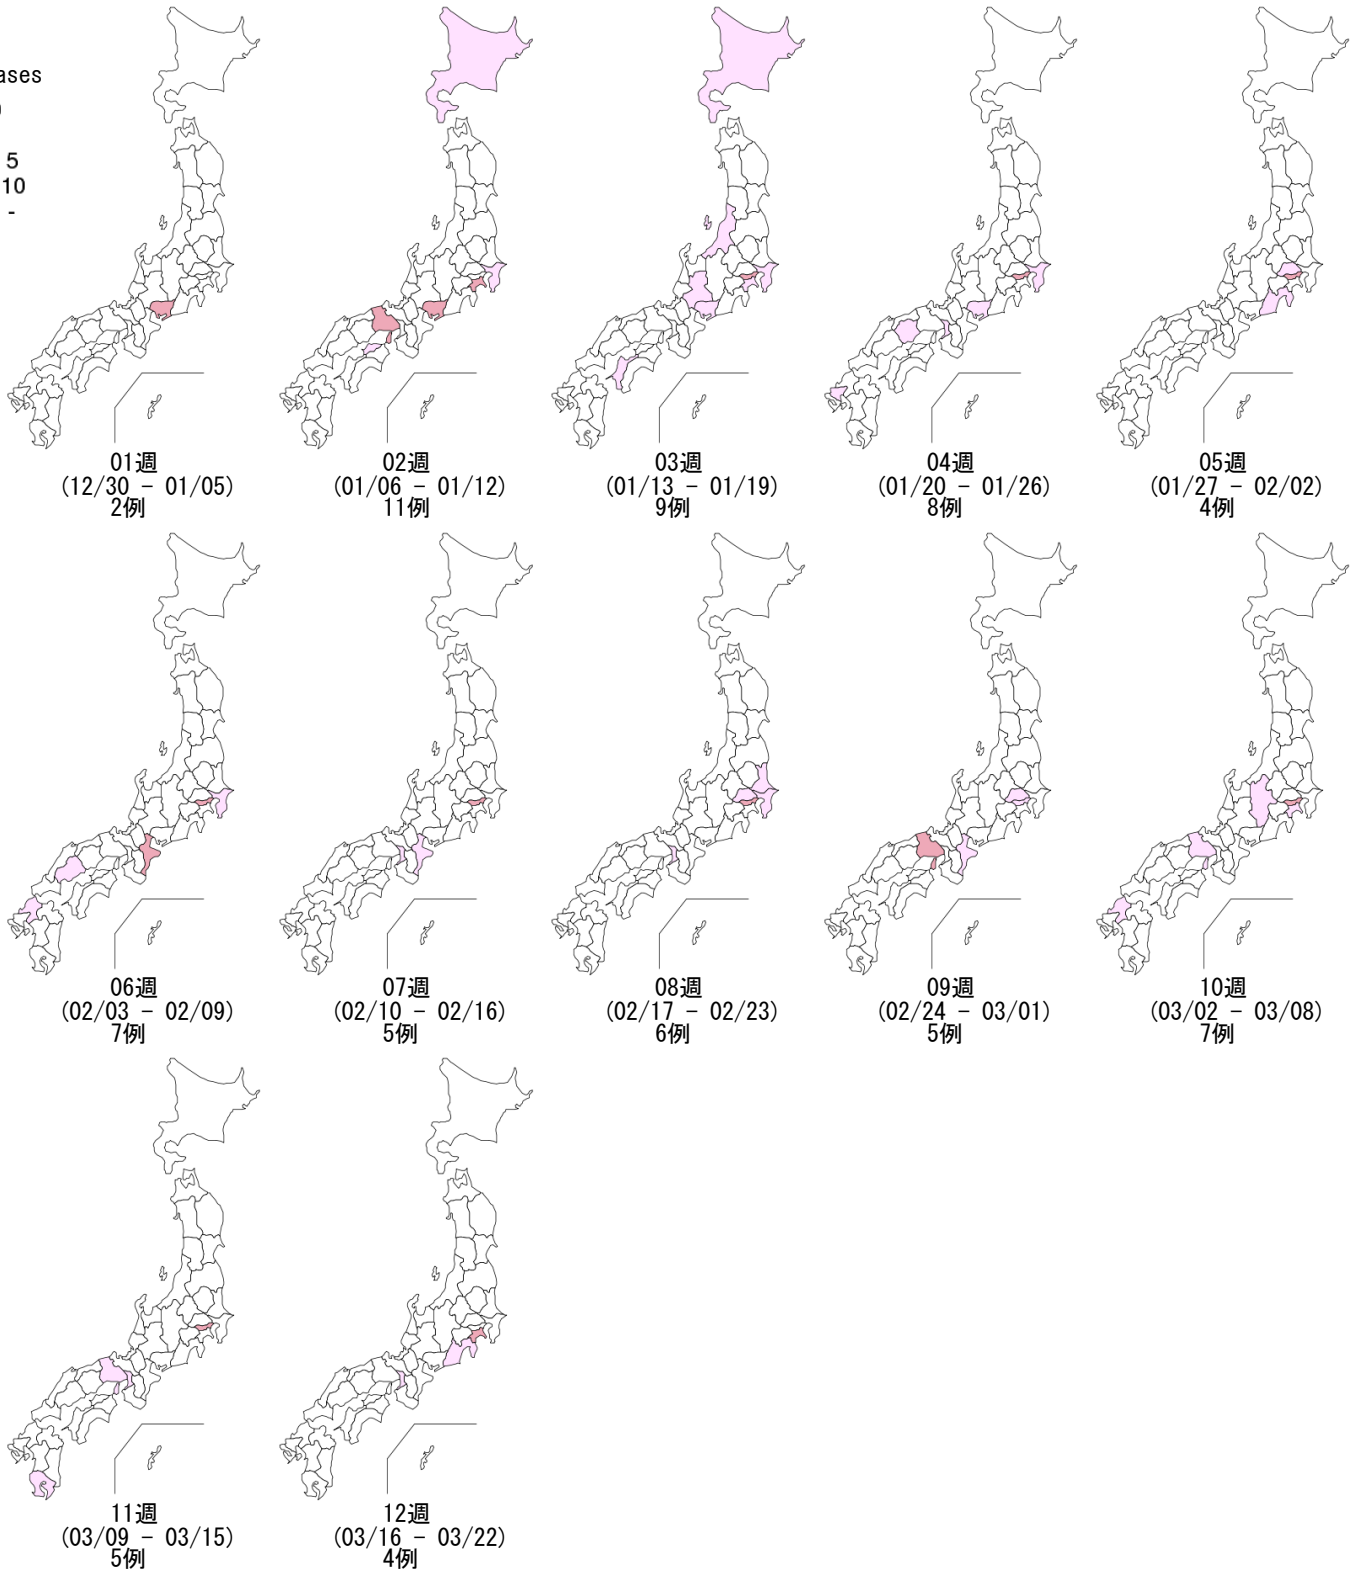 ases
5
10
-
01週
(12/30 - 01/05)
2例
02週
(01/06 - 01/12)
11例
03週
(01/13 - 01/19)
9例
04週
(01/20 - 01/26)
8例
05週
(01/27 - 02/02)
4例
06週
(02/03 - 02/09)
7例
07週
(02/10 - 02/16)
5例
08週
(02/17 - 02/23)
6例
09週
(02/24 - 03/01)
5例
10週
(03/02 - 03/08)
7例
11週
(03/09 - 03/15)
5例
12週
(03/16 - 03/22)
4例